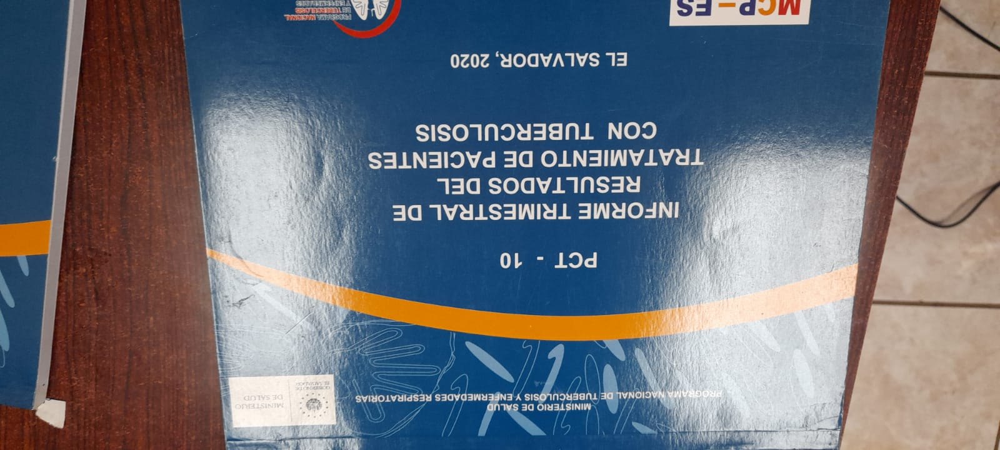 MINISTERIO DE SALUD
PROGRAMA NACIONAL DE TUBERCULOSIS Y ENFERMEDADES RESPIRATORIAS
MINISTERIO
DE SALUD
GOBIERNO DE
EL SALVADOR
PCT - 10
INFORME TRIMESTRAL DE
RESULTADOS DEL
TRATAMIENTO DE PACIENTES
CON TUBERCULOSIS
EL SALVADOR, 2020
MCP-ES
PROGRAMA NACIONAL
DE TUBERCULOSIS
Y ENFERMEDADES